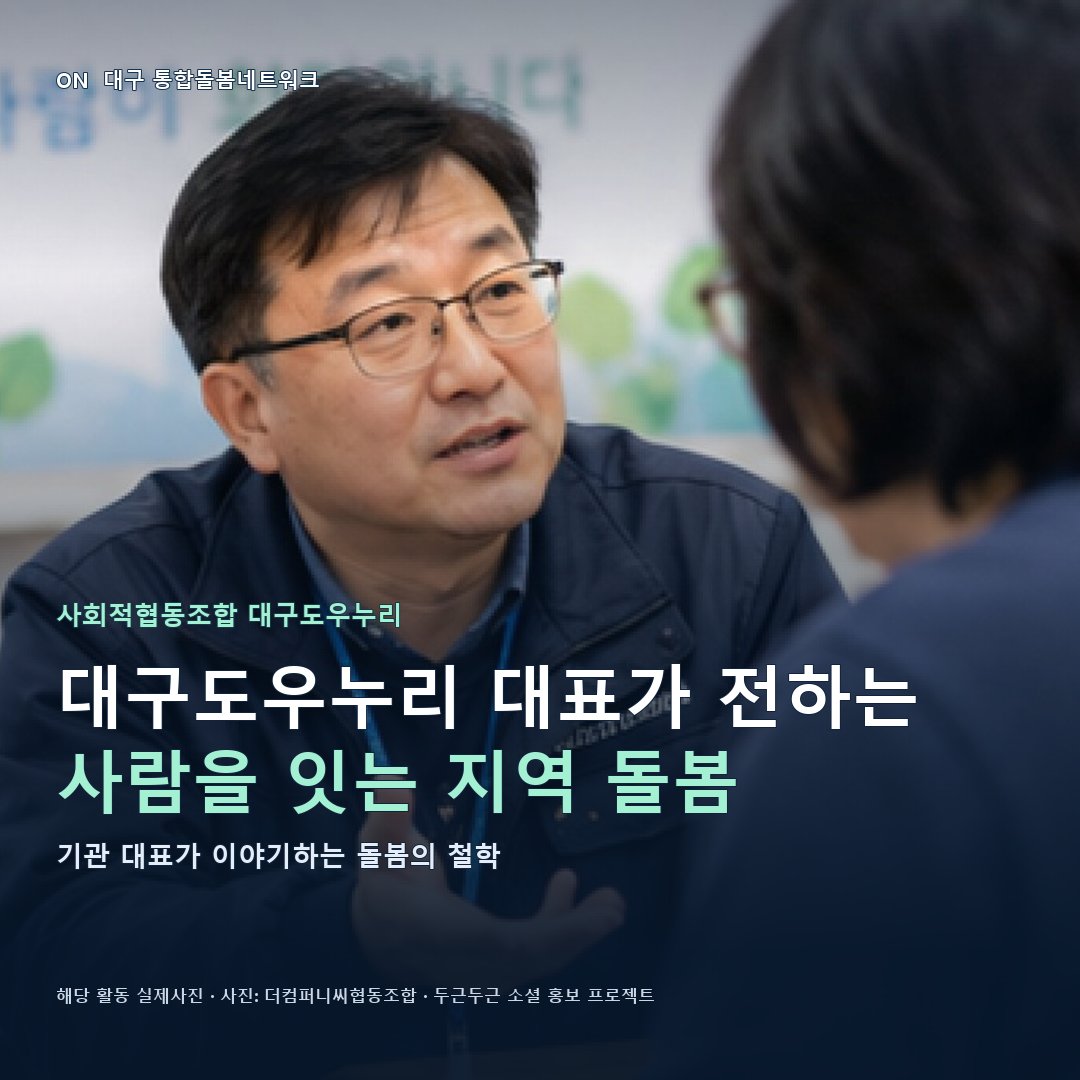 ON 대구 통합돌봄네트워크
사회적협동조합 대구도우누리
대구도우누리 대표가 전하는
사람을 잇는 지역 돌봄
기관 대표가 이야기하는 돌봄의 철학
해당 활동 실제사진 · 사진: 더컴퍼니씨협동조합 · 두근두근 소셜 홍보 프로젝트